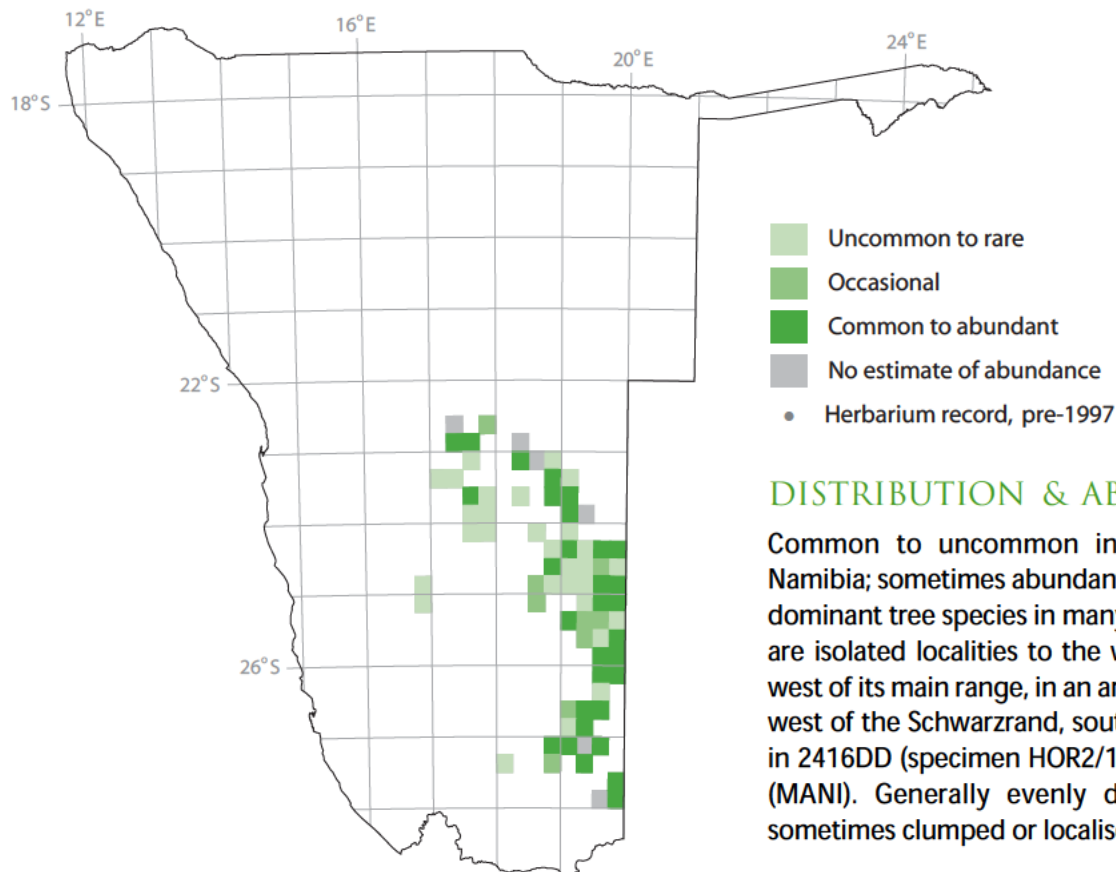 12°E
16°E
20°E
24°E
18°S
22°S
26°S
Uncommon to rare
Occasional
Common to abundant
No estimate of abundance
Herbarium record, pre-1997
DISTRIBUTION & AB
Common to uncommon in
Namibia; sometimes abundan
dominant tree species in many
are isolated localities to the w
west of its main range, in an ar
west of the Schwarzrand, sout
in 2416DD (specimen HOR2/1
(MANI). Generally evenly d
sometimes clumped or localis